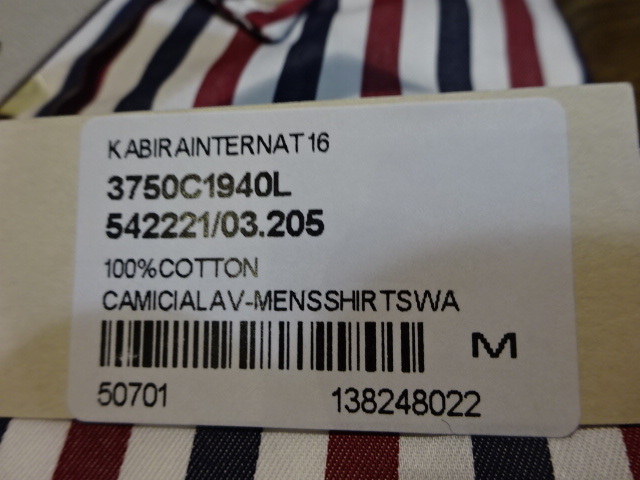 KABIRAINTERNAT16
3750C1940L
542221/03.205
100%COTTON
CAMICIALAV-MENSSHIRTSWA
M
50701 138248022